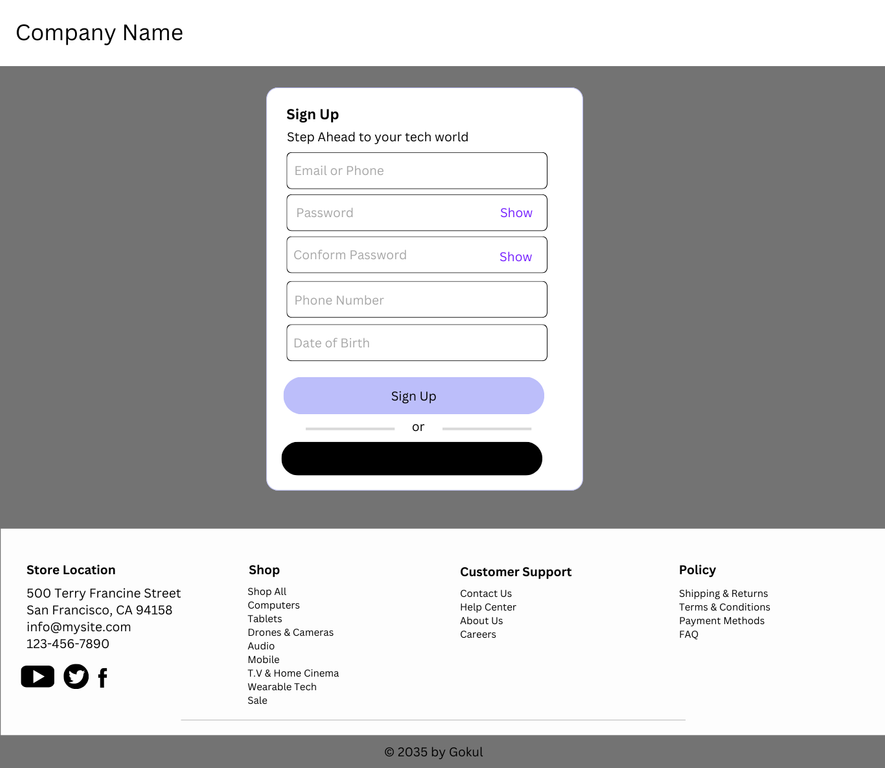 Company Name
Sign Up
Step Ahead to your tech world
Email or Phone
Password Show
Conform Password Show
Phone Number
Date of Birth
Sign Up
or
Store Location
500 Terry Francine Street
San Francisco, CA 94158
info@mysite.com
123-456-7890
Shop
Shop All
Computers
Tablets
Drones & Cameras
Audio
Mobile
T.V & Home Cinema
Wearable Tech
Sale
Customer Support
Contact Us
Help Center
About Us
Careers
Policy
Shipping & Returns
Terms & Conditions
Payment Methods
FAQ
© 2035 by Gokul